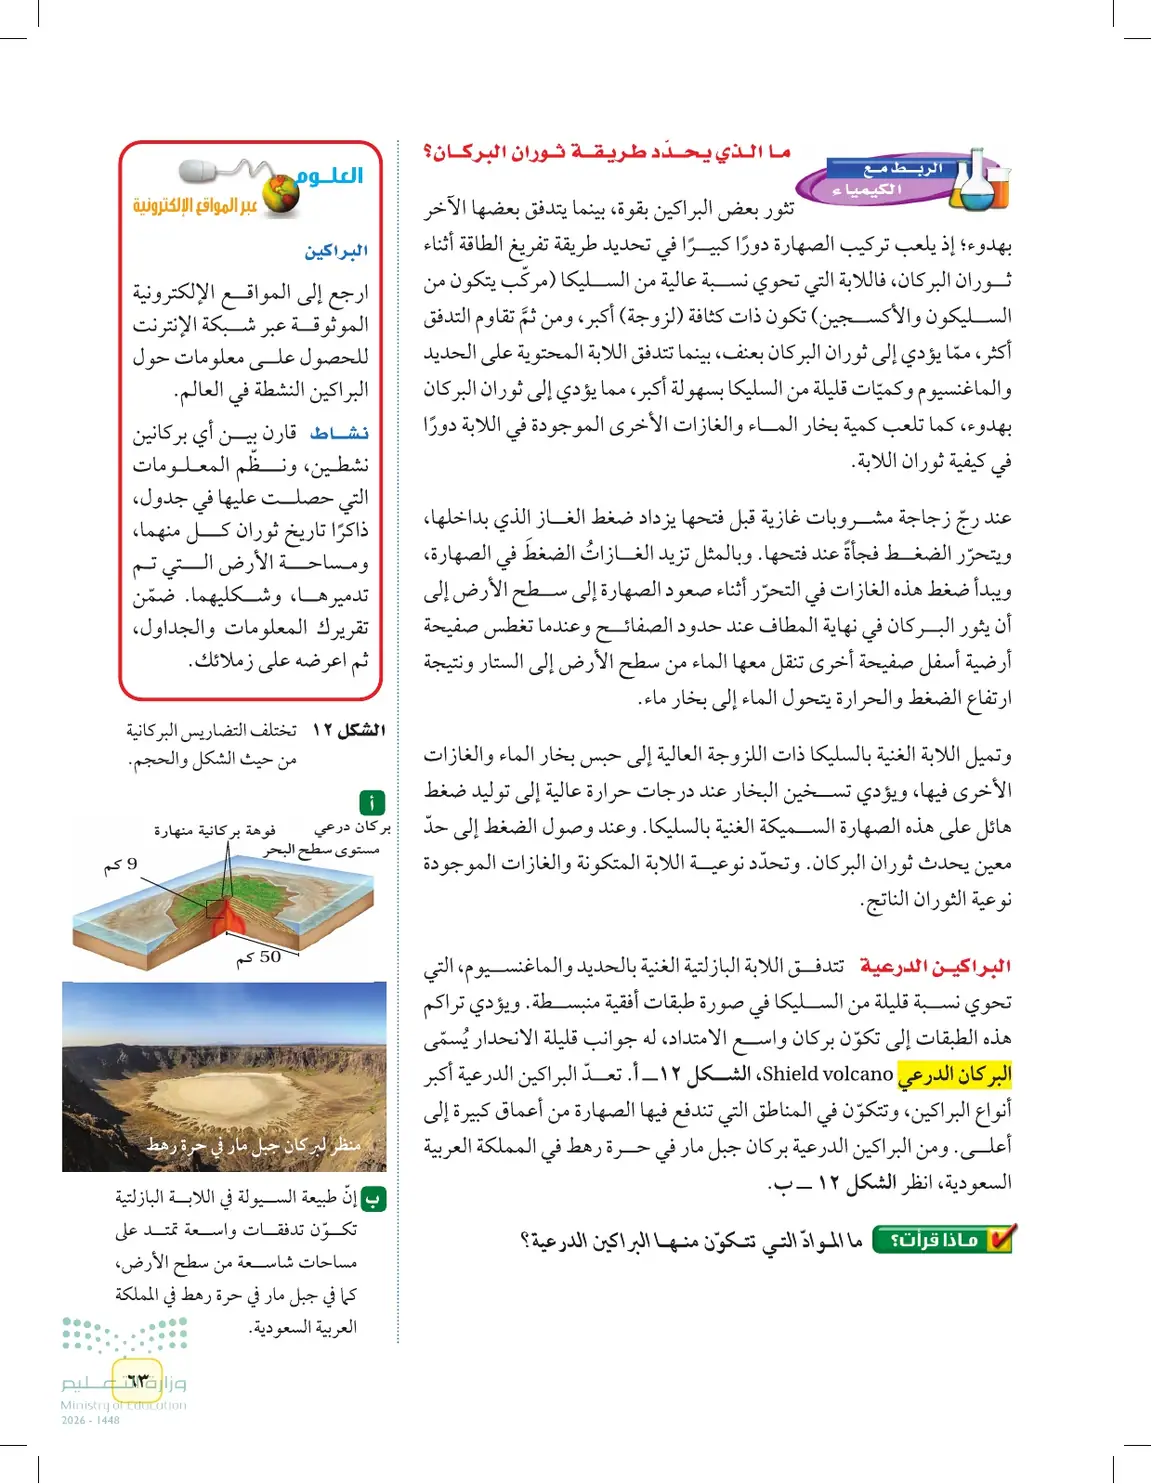 ما الذي يحدّد طريقة ثوران البركان؟
الربط مع
الكيمياء
تثور بعض البراكين بقوة، بينما يتدفق بعضها الآخر
بهدوء؛ إذ يلعب تركيب الصهارة دورًا كبيرًا في تحديد طريقة تفريغ الطاقة أثناء
ثوران البركان، فاللابة التي تحوي نسبة عالية من السليكا (مركّب يتكون من
السليكون والأكسجين) تكون ذات كثافة (لزوجة) أكبر، ومن ثمَّ تقاوم التدفق
أكثر، ممّا يؤدي إلى ثوران البركان بعنف، بينما تتدفق اللابة المحتوية على الحديد
والماغنسيوم وكميّات قليلة من السليكا بسهولة أكبر، مما يؤدي إلى ثوران البركان
بهدوء، كما تلعب كمية بخار الماء والغازات الأخرى الموجودة في اللابة دورًا
في كيفية ثوران اللابة.
عند رجّ زجاجة مشروبات غازية قبل فتحها يزداد ضغط الغاز الذي بداخلها،
ويتحرّر الضغط فجأةً عند فتحها. وبالمثل تزيد الغازاتُ الضغطَ في الصهارة،
ويبدأ ضغط هذه الغازات في التحرّر أثناء صعود الصهارة إلى سطح الأرض إلى
أن يثور البركان في نهاية المطاف عند حدود الصفائح وعندما تغطس صفيحة
أرضية أسفل صفيحة أخرى تنقل معها الماء من سطح الأرض إلى الستار ونتيجة
ارتفاع الضغط والحرارة يتحول الماء إلى بخار ماء.
وتميل اللابة الغنية بالسليكا ذات اللزوجة العالية إلى حبس بخار الماء والغازات
الأخرى فيها، ويؤدي تسخين البخار عند درجات حرارة عالية إلى توليد ضغط
هائل على هذه الصهارة السميكة الغنية بالسليكا. وعند وصول الضغط إلى حدّ
معين يحدث ثوران البركان. وتحدّد نوعية اللابة المتكونة والغازات الموجودة
نوعية الثوران الناتج.
البراكين الدرعية تتدفق اللابة البازلتية الغنية بالحديد والماغنسيوم، التي
تحوي نسبة قليلة من السليكا في صورة طبقات أفقية منبسطة. ويؤدي تراكم
هذه الطبقات إلى تكوّن بركان واسع الامتداد، له جوانب قليلة الانحدار يُسمّى
البركان الدرعي Shield volcano، الشكل ١٢ـ أ. تعدّ البراكين الدرعية أكبر
أنواع البراكين، وتتكوّن في المناطق التي تندفع فيها الصهارة من أعماق كبيرة إلى
أعلى. ومن البراكين الدرعية بركان جبل مار في حرة رهط في المملكة العربية
السعودية، انظر الشكل ١٢ ـ ب.
ماذا قرأت؟ ما الموادّ التي تتكوّن منها البراكين الدرعية؟
العلوم
عبر المواقع الإلكترونية
البراكين
ارجع إلى المواقع الإلكترونية
الموثوقة عبر شبكة الإنترنت
للحصول على معلومات حول
البراكين النشطة في العالم.
نشاط قارن بين أي بركانين
نشطين، ونظّم المعلومات
التي حصلت عليها في جدول،
ذاكرًا تاريخ ثوران كل منهما،
ومساحة الأرض التي تم
تدميرها، وشكليهما. ضمّن
تقريرك المعلومات والجداول،
ثم اعرضه على زملائك.
الشكل ١٢ تختلف التضاريس البركانية
من حيث الشكل والحجم.
أ
بركان درعي
فوهة بركانية منهارة
مستوى سطح البحر
9 كم
50 كم
منظر لبركان جبل مار في حرة رهط
ب إنّ طبيعة السيولة في اللابة البازلتية
تكوّن تدفقات واسعة تمتد على
مساحات شاسعة من سطح الأرض،
كما في جبل مار في حرة رهط في المملكة
العربية السعودية.
٦٣
وزارة التعليم
Ministry of Education
2026 - 1448